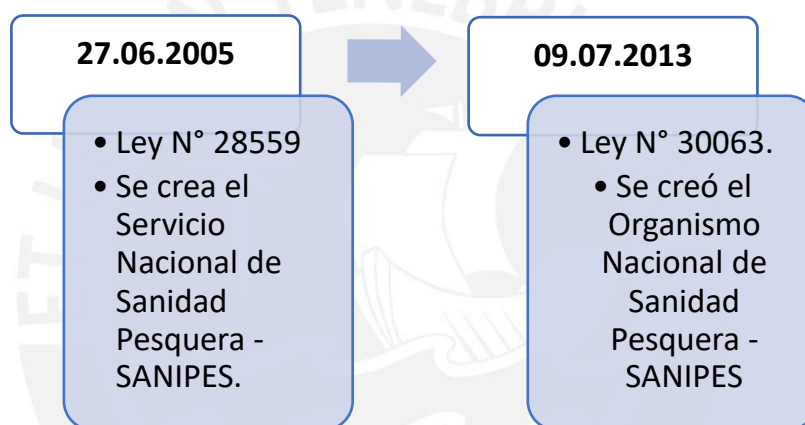 27.06.2005
• Ley N° 28559
• Se crea el
Servicio
Nacional de
Sanidad
Pesquera -
SANIPES.
09.07.2013
• Ley N° 30063.
• Se creó el
Organismo
Nacional de
Sanidad
Pesquera -
SANIPES